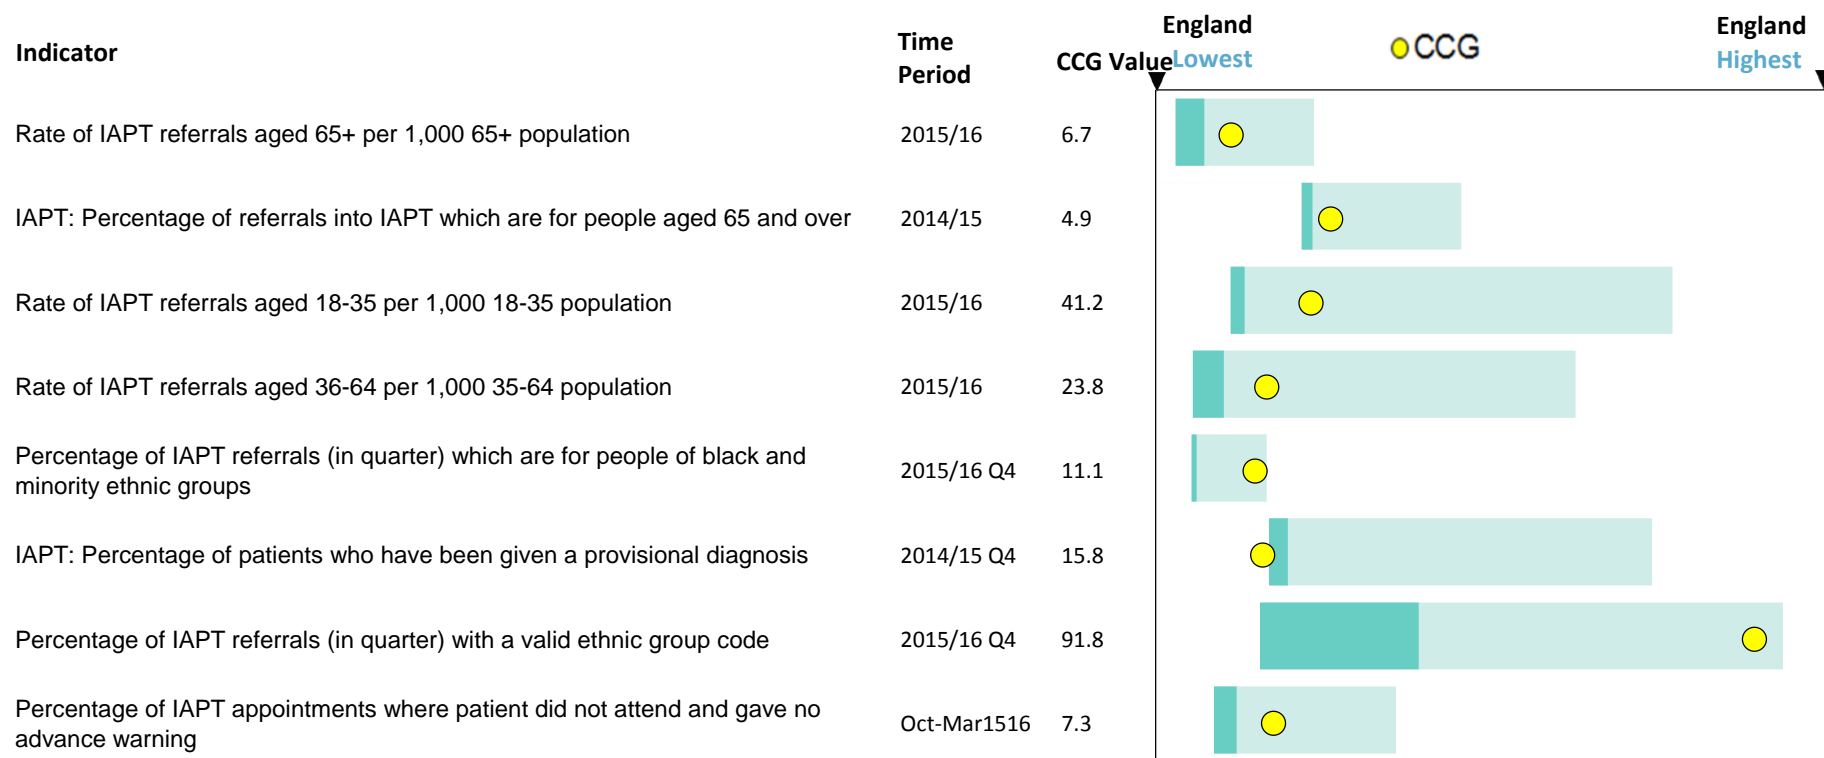 Indicator
Time
Period
CCG Value
England
Lowest
CCG
England
Highest
Rate of IAPT referrals aged 65+ per 1,000 65+ population
2015/16
6.7
IAPT: Percentage of referrals into IAPT which are for people aged 65 and over
2014/15
4.9
Rate of IAPT referrals aged 18-35 per 1,000 18-35 population
2015/16
41.2
Rate of IAPT referrals aged 36-64 per 1,000 35-64 population
2015/16
23.8
Percentage of IAPT referrals (in quarter) which are for people of black and
minority ethnic groups
2015/16 Q4
11.1
IAPT: Percentage of patients who have been given a provisional diagnosis
2014/15 Q4
15.8
Percentage of IAPT referrals (in quarter) with a valid ethnic group code
2015/16 Q4
91.8
Percentage of IAPT appointments where patient did not attend and gave no
advance warning
Oct-Mar1516
7.3